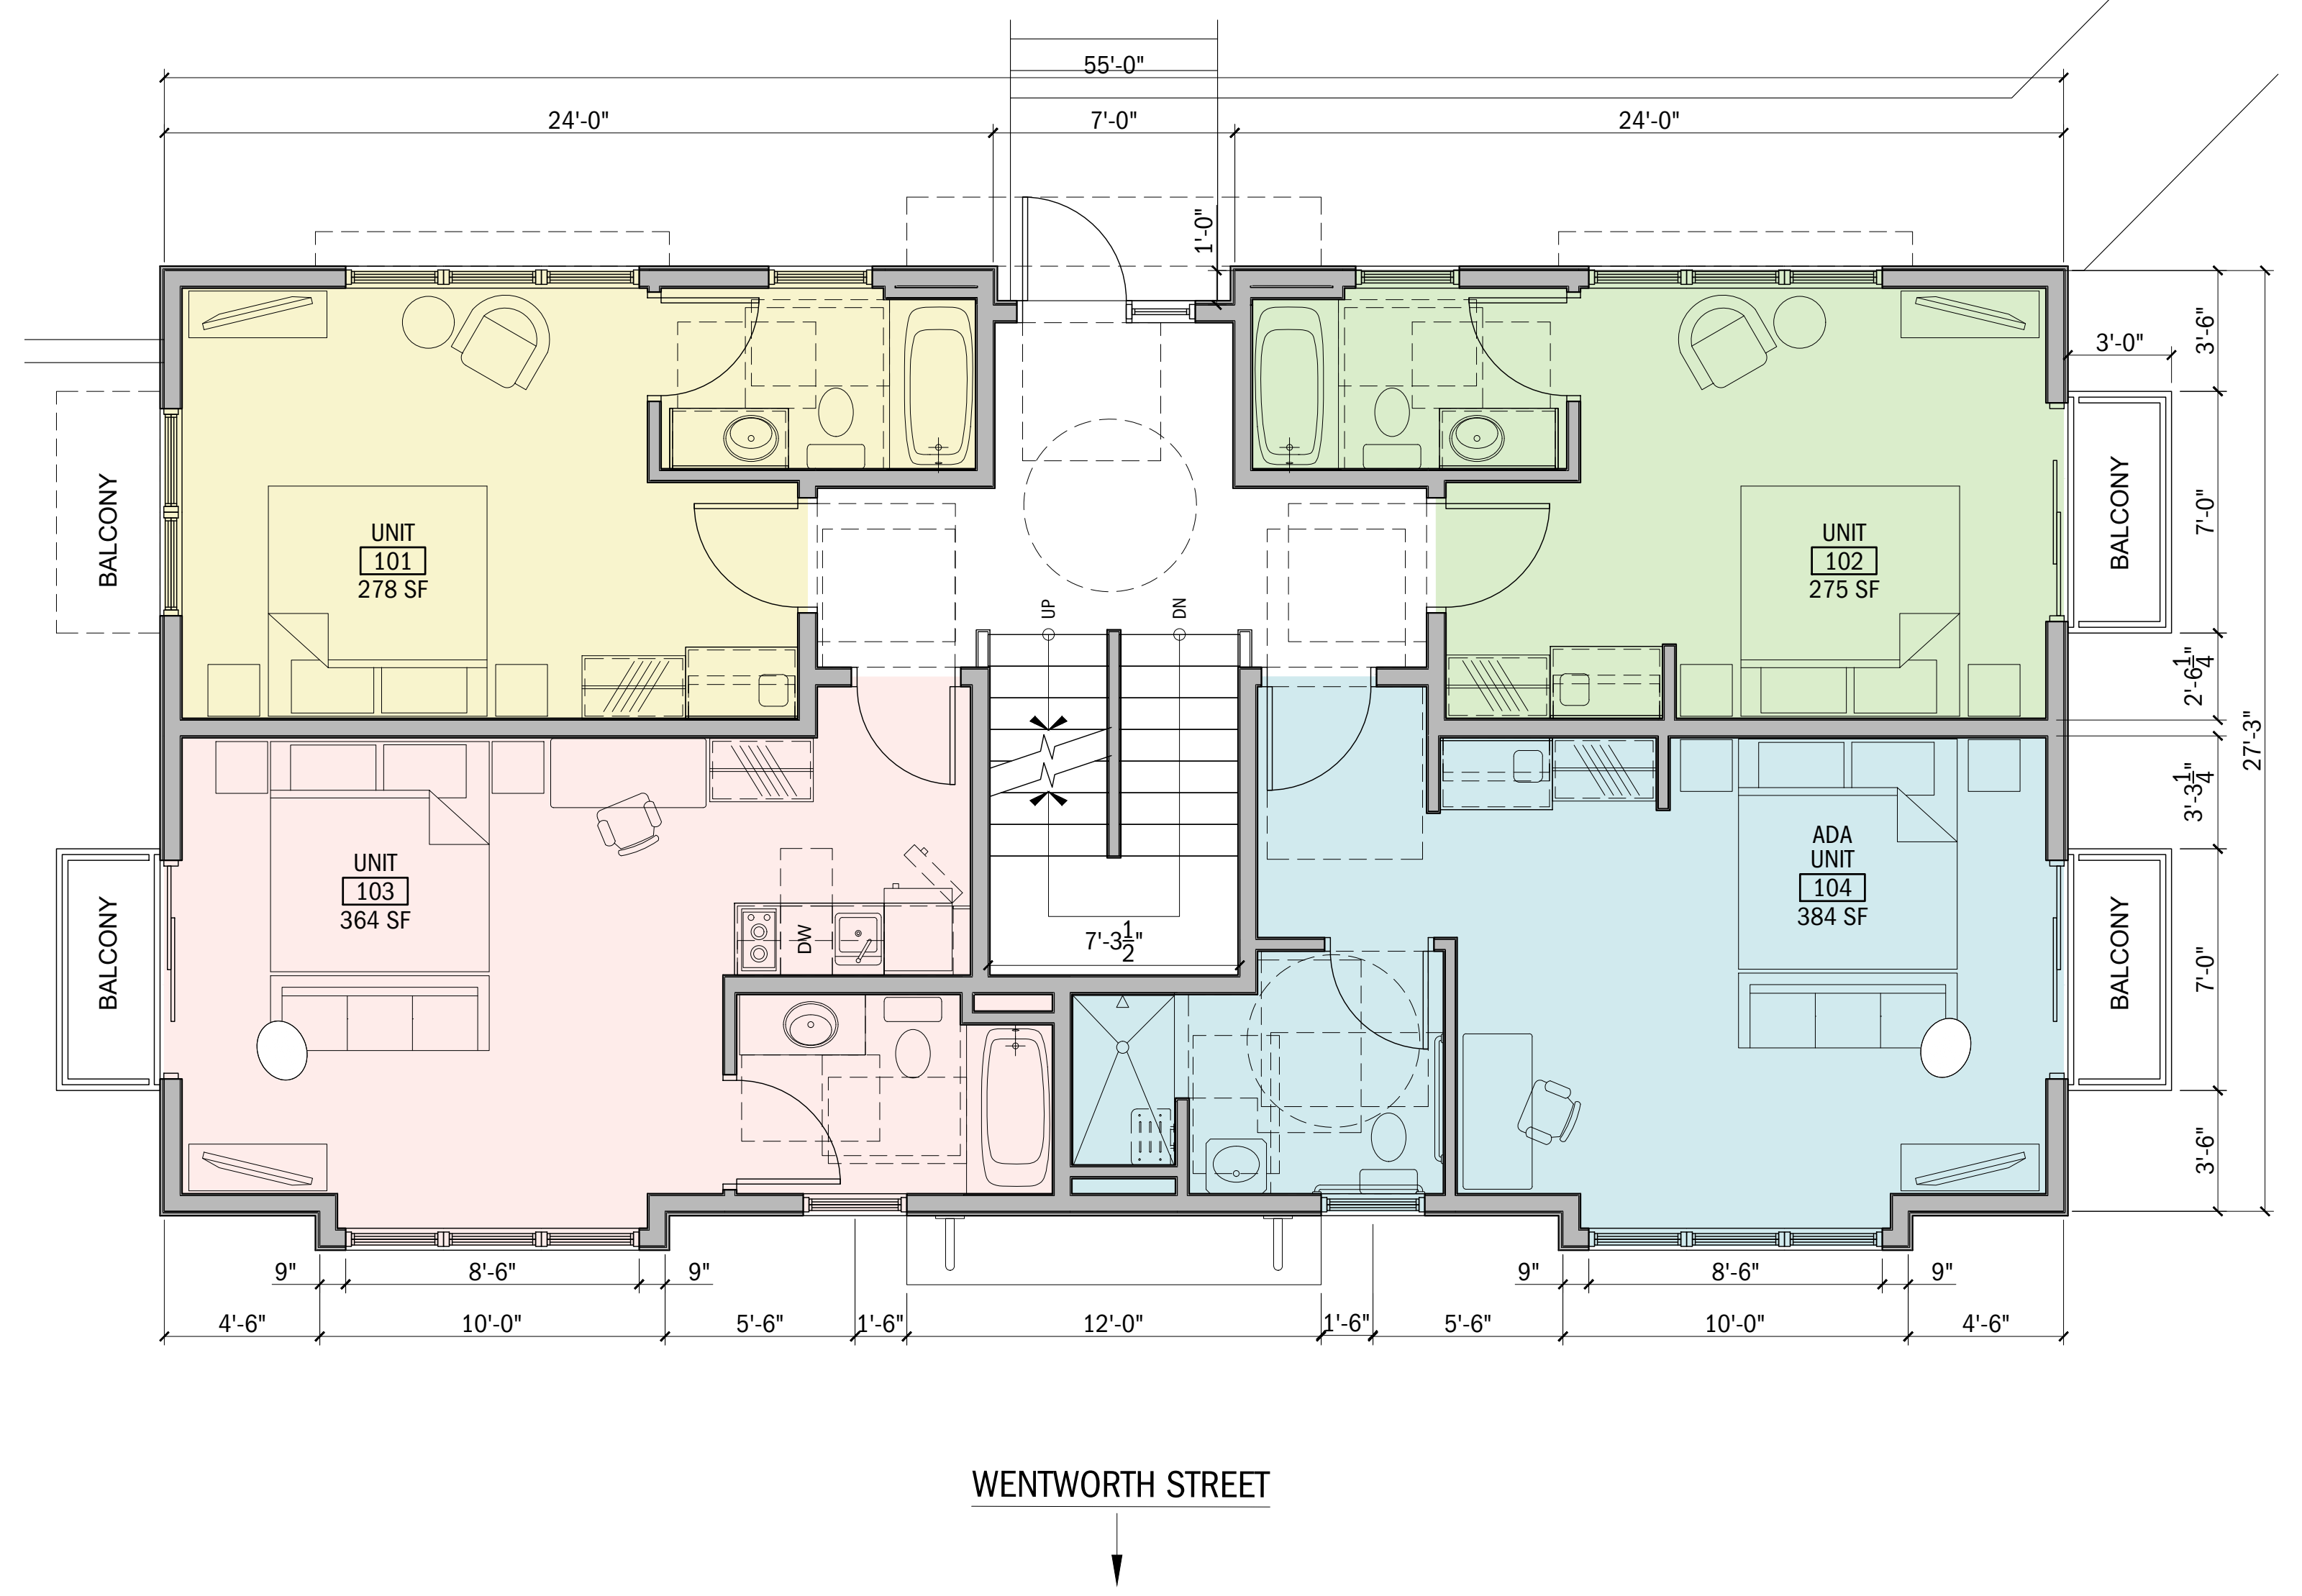 55'-0"
24'-0"
7'-0"
24'-0"
1'-0"
3'-6"
3'-0"
BALCONY
UNIT
101
278 SF
UNIT
102
275 SF
BALCONY
7'-0"
UP
DN
2'-6 1/4"
27'-3"
3'-3 1/4"
UNIT
103
364 SF
ADA
UNIT
104
384 SF
BALCONY
DW
7'-3 1/2"
BALCONY
7'-0"
3'-6"
9"
8'-6"
9"
9"
8'-6"
9"
4'-6"
10'-0"
5'-6"
1'-6"
12'-0"
1'-6"
5'-6"
10'-0"
4'-6"
WENTWORTH STREET